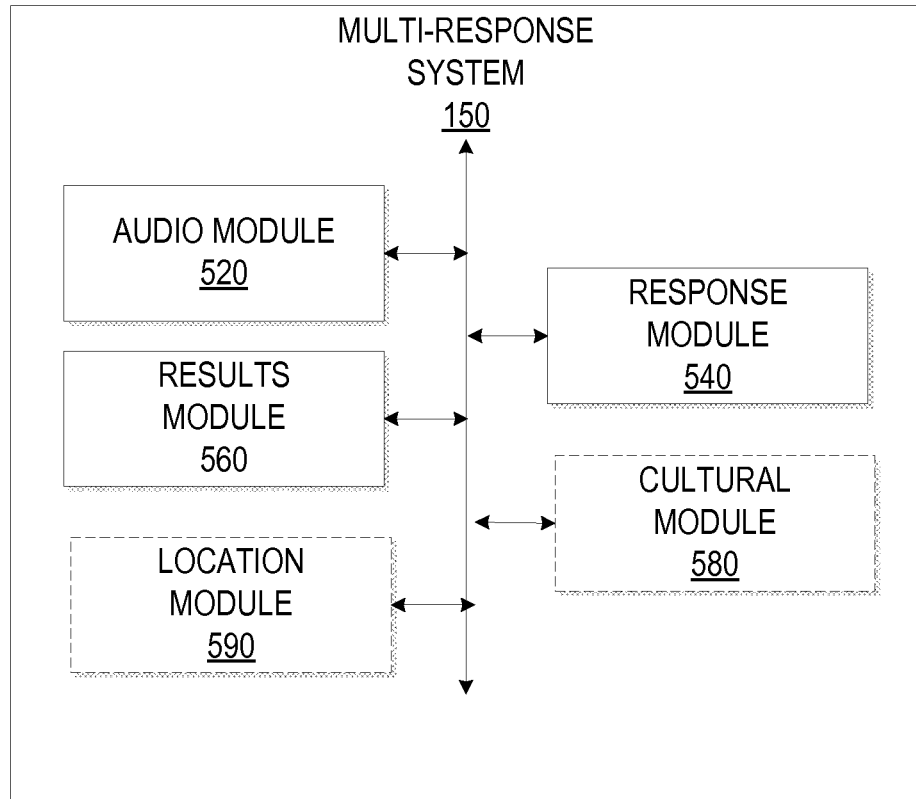 MULTI-RESPONSE
SYSTEM
150
AUDIO MODULE
520
RESPONSE
MODULE
540
RESULTS
MODULE
560
CULTURAL
MODULE
580
LOCATION
MODULE
590